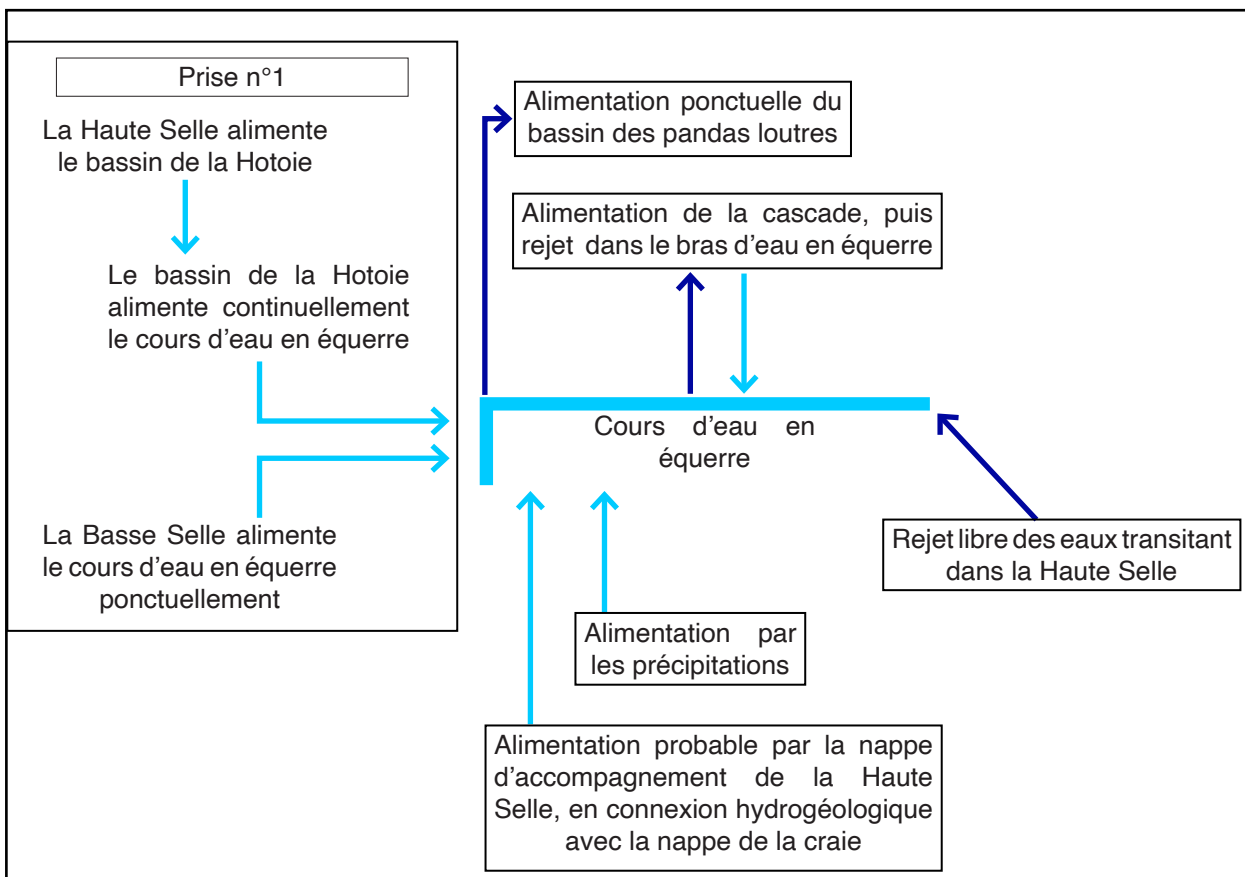 Prise n°1
La Haute Selle alimente
le bassin de la Hotoie
Le bassin de la Hotoie
alimente continuellement
le cours d'eau en équerre
La Basse Selle alimente
le cours d'eau en équerre
ponctuellement
Alimentation ponctuelle du
bassin des pandas loutres
Alimentation de la cascade, puis
rejet dans le bras d'eau en équerre
Cours d'eau en
équerre
Rejet libre des eaux transitant
dans la Haute Selle
Alimentation par
les précipitations
Alimentation probable par la nappe
d'accompagnement de la Haute
Selle, en connexion hydrogéologique
avec la nappe de la craie